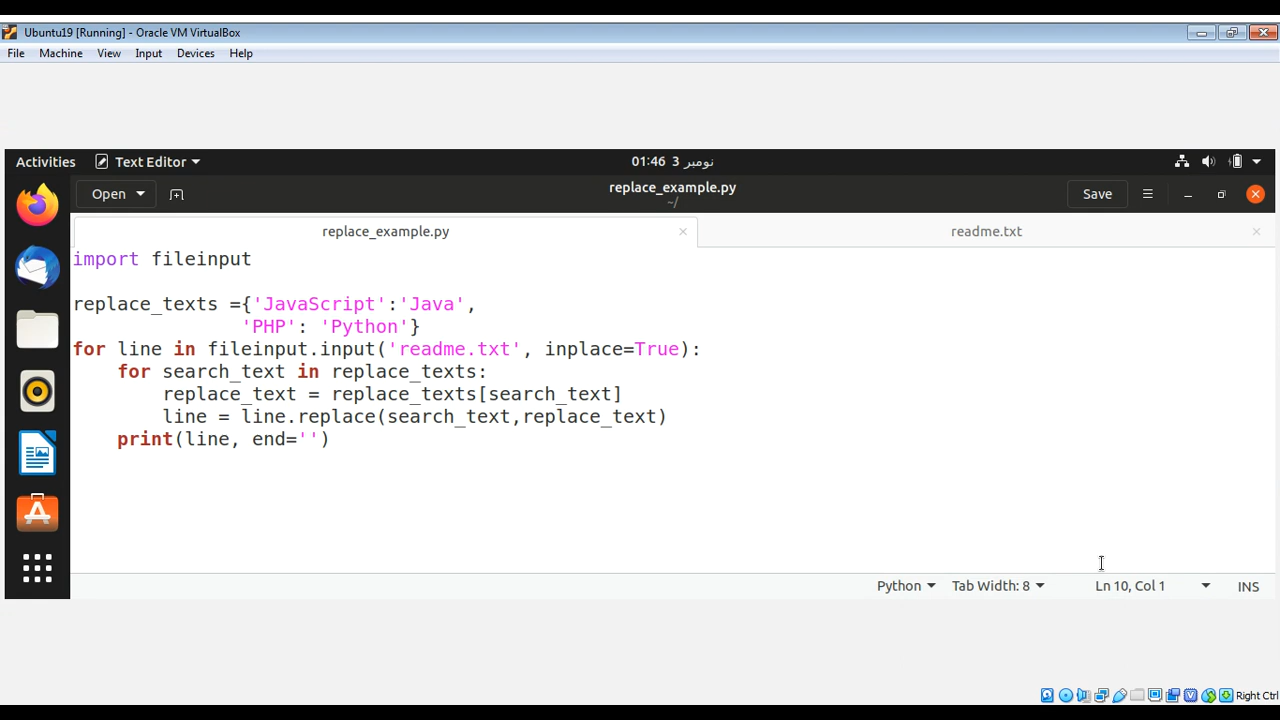 Ubuntu19 [Running] - Oracle VM VirtualBox
File Machine View Input Devices Help
Activities Text Editor 01:46 3 نومبر
Open replace_example.py Save
~/
replace_example.py readme.txt
import fileinput
replace_texts ={'JavaScript':'Java',
'PHP': 'Python'}
for line in fileinput.input('readme.txt', inplace=True):
for search_text in replace_texts:
replace_text = replace_texts[search_text]
line = line.replace(search_text,replace_text)
print(line, end='')
Python Tab Width: 8 Ln 10, Col 1 INS
Right Ctrl